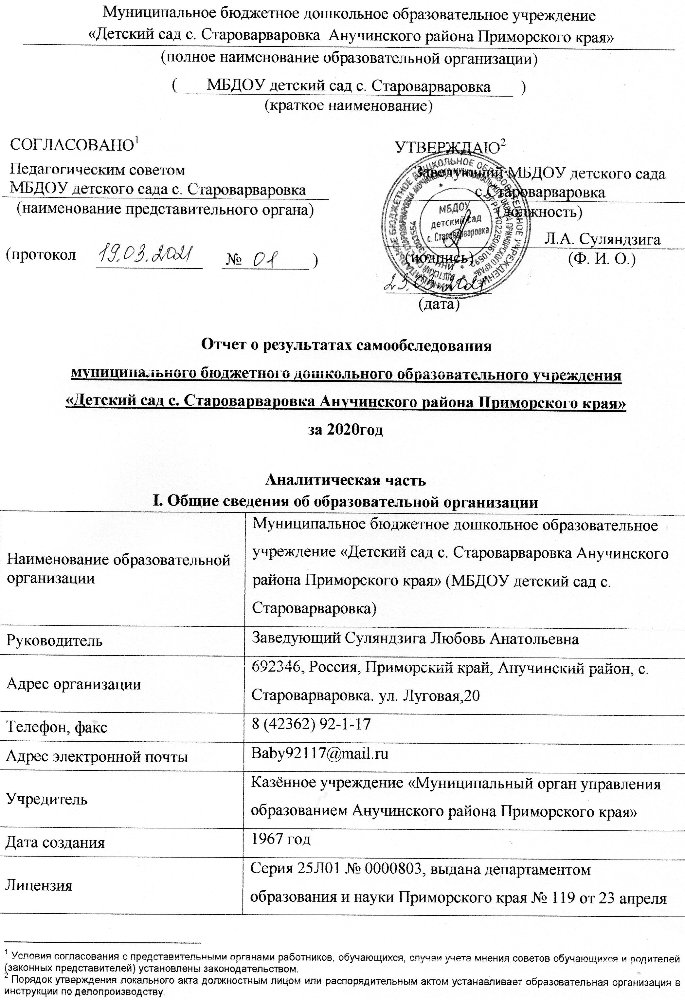 Муниципальное бюджетное дошкольное образовательное учреждение
«Детский сад с. Староварваровка  Анучинского района Приморского края»
(полное наименование образовательной организации)
( МБДОУ детский сад с. Староварваровка )
(краткое наименование)
СОГЛАСОВАНО1
Педагогическим советом
МБДОУ детского сада с. Староварваровка
(наименование представительного органа)
(протокол 19.03.2021 № 01 )
УТВЕРЖДАЮ2
Заведующий МБДОУ детского сада
с.Староварваровка
(должность)
Л.А. Суляндзига
(подпись) (Ф. И. О.)
23.03.2021
(дата)
МБДОУ
детский сад
с. Староварваровка
Отчет о результатах самообследования
муниципального бюджетного дошкольного образовательного учреждения
«Детский сад с. Староварваровка Анучинского района Приморского края»
за 2020год
Аналитическая часть
I. Общие сведения об образовательной организации
Наименование образовательной
организации
Муниципальное бюджетное дошкольное образовательное
учреждение «Детский сад с. Староварваровка Анучинского
района Приморского края» (МБДОУ детский сад с.
Староварваровка)
Руководитель
Заведующий Суляндзига Любовь Анатольевна
Адрес организации
692346, Россия, Приморский край, Анучинский район, с.
Староварваровка. ул. Луговая,20
Телефон, факс
8 (42362) 92-1-17
Адрес электронной почты
Baby92117@mail.ru
Учредитель
Казённое учреждение «Муниципальный орган управления
образованием Анучинского района Приморского края»
Дата создания
1967 год
Лицензия
Серия 25Л01 № 0000803, выдана департаментом
образования и науки Приморского края № 119 от 23 апреля
1 Условия согласования с представительными органами работников, обучающихся, случаи учета мнения советов обучающихся и родителей
(законных представителей) установлены законодательством.
2 Порядок утверждения локального акта должностным лицом или распорядительным актом устанавливает образовательная организация в
инструкции по делопроизводству.